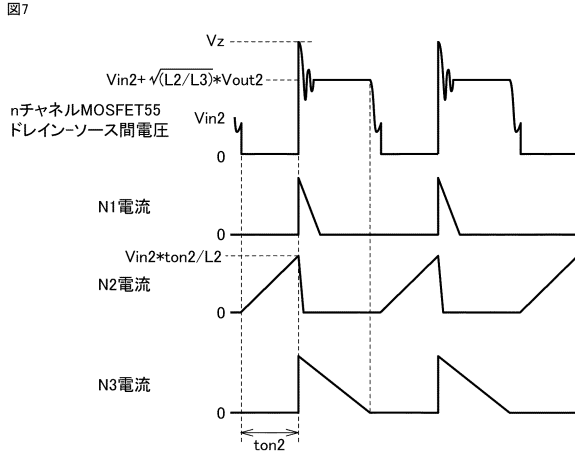 図7
Vz
Vin2+√(L2/L3)*Vout2
nチャネルMOSFET55
ドレイン-ソース間電圧
Vin2
0
N1電流
0
Vin2*ton2/L2
N2電流
0
N3電流
0
ton2